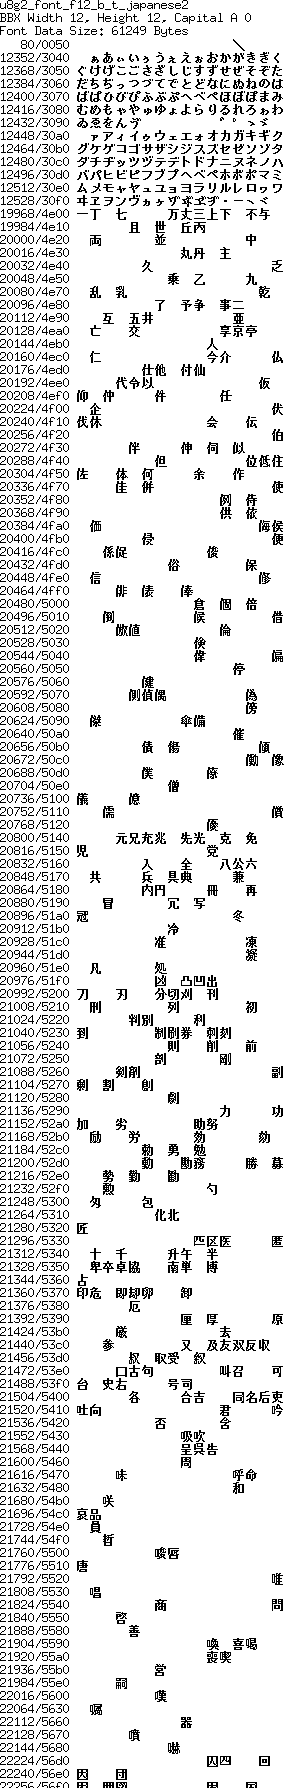 u8g2_font_f12_b_t_japanese2
BBX Width 12, Height 12, Capital A 0
Font Data Size: 61249 Bytes
80/0050 \
12352/3040 ぁあぃいぅうぇえぉおかがきぎく
12368/3050 ぐけげこごさざしじすずせぜそぞた
12384/3060 だちぢっつづてでとどなにぬねのは
12400/3070 ばぱひびぴふぶぷへべぺほぼぽまみ
12416/3080 むめもゃやゅゆょよらりるれろゎわ
12432/3090 ゐゑをんゔ ゛゜ゝゞ
12448/30a0 ァアィイゥウェエォオカガキギク
12464/30b0 グケゲコゴサザシジスズセゼソゾタ
12480/30c0 ダチヂッツヅテデトドナニヌネノハ
12496/30d0 バパヒビピフブプヘベペホボポマミ
12512/30e0 ムメモャヤュユョヨラリルレロヮワ
12528/30f0 ヰヱヲンヴヵヶヷヸヹヺ・ーヽヾ
19968/4e00 一丁 七 万丈三上下 不与
19984/4e10 且 世 丘丙
20000/4e20 両 並 中
20016/4e30 丸丹 主
20032/4e40 久 乏
20048/4e50 乗 乙 九
20080/4e70 乱 乳 乾
20096/4e80 了 予争 事二
20112/4e90 互 五井 亜
20128/4ea0 亡 交 享京亭
20144/4eb0 人
20160/4ec0 仁 今介 仏
20176/4ed0 仕他 付仙
20192/4ee0 代令以 仮
20208/4ef0 仰 仲 件 任
20224/4f00 企 伏
20240/4f10 伐休 会 伝
20256/4f20 伯
20272/4f30 伴 伸 伺 似
20288/4f40 但 位低住
20304/4f50 佐 体 何 余 作
20336/4f70 佳 併 使
20352/4f80 例 侍
20368/4f90 供 依
20384/4fa0 価 侮侯
20400/4fb0 侵 便
20416/4fc0 係促 俊
20432/4fd0 俗 保
20448/4fe0 信 修
20464/4ff0 俳 俵 俸
20480/5000 倉 個 倍
20496/5010 倒 候 借
20512/5020 倣値 倫
20528/5030 倹
20544/5040 偉 偏
20560/5050 停
20576/5060 健
20592/5070 側偵偶 偽
20608/5080 傍
20624/5090 傑 傘備
20640/50a0 催
20656/50b0 債 傷 傾
20672/50c0 働 像
20688/50d0 僕 僚
20704/50e0 僧
20736/5100 儀 億
20752/5110 儒 償
20768/5120 優
20800/5140 元兄充兆 先光 克 免
20816/5150 児 党
20832/5160 入 全 八公六
20848/5170 共 兵 具典 兼
20864/5180 内円 冊 再
20880/5190 冒 冗 写
20896/51a0 冠 冬
20912/51b0 冷
20928/51c0 准 凍
20944/51d0 凝
20960/51e0 凡 処
20976/51f0 凶 凸凹出
20992/5200 刀 刃 分切刈 刊
21008/5210 刑 列 初
21024/5220 判別 利
21040/5230 到 制刷券 刺刻
21056/5240 則 削 前
21072/5250 剖 剛
21088/5260 剣剤 副
21104/5270 剰 割 創
21120/5280 劇
21136/5290 力 功
21152/52a0 加 劣 助努
21168/52b0 励 労 効 劾
21184/52c0 勅 勇 勉
21200/52d0 動 勘務 勝 募
21216/52e0 勢 勤 勧
21232/52f0 勲 勺
21248/5300 匁 包
21264/5310 化北
21280/5320 匠
21296/5330 匹区医 匿
21312/5340 十 千 升午 半
21328/5350 卑卒卓協 南単 博
21344/5360 占
21360/5370 印危 即却卵 卸
21376/5380 厄
21392/5390 厘 厚 原
21424/53b0 厳 去
21440/53c0 参 又 及友双反収
21456/53d0 叔 取受 叙
21472/53e0 口古句 叫召 可
21488/53f0 台 史右 号司
21504/5400 各 合吉 同名后吏
21520/5410 吐向 君 吟
21536/5420 否 含
21552/5430 吸吹
21568/5440 呈呉告
21600/5460 周
21616/5470 味 呼命
21632/5480 和
21680/54b0 咲
21696/54c0 哀品
21728/54e0 員
21744/54f0 哲
21760/5500 唆唇
21776/5510 唐
21792/5520 唯
21808/5530 唱
21824/5540 商 問
21840/5550 啓
21888/5580 善
21904/5590 喚 喜喝
21920/55a0 喪喫
21936/55b0 営
21984/55e0 嗣
22016/5600 嘆
22064/5630 嘱
22112/5660 器
22128/5670 噴
22144/5680 嚇
22224/56d0 囚四 回
22240/56e0 因 団
22256/56f0 困 囲図 固 国